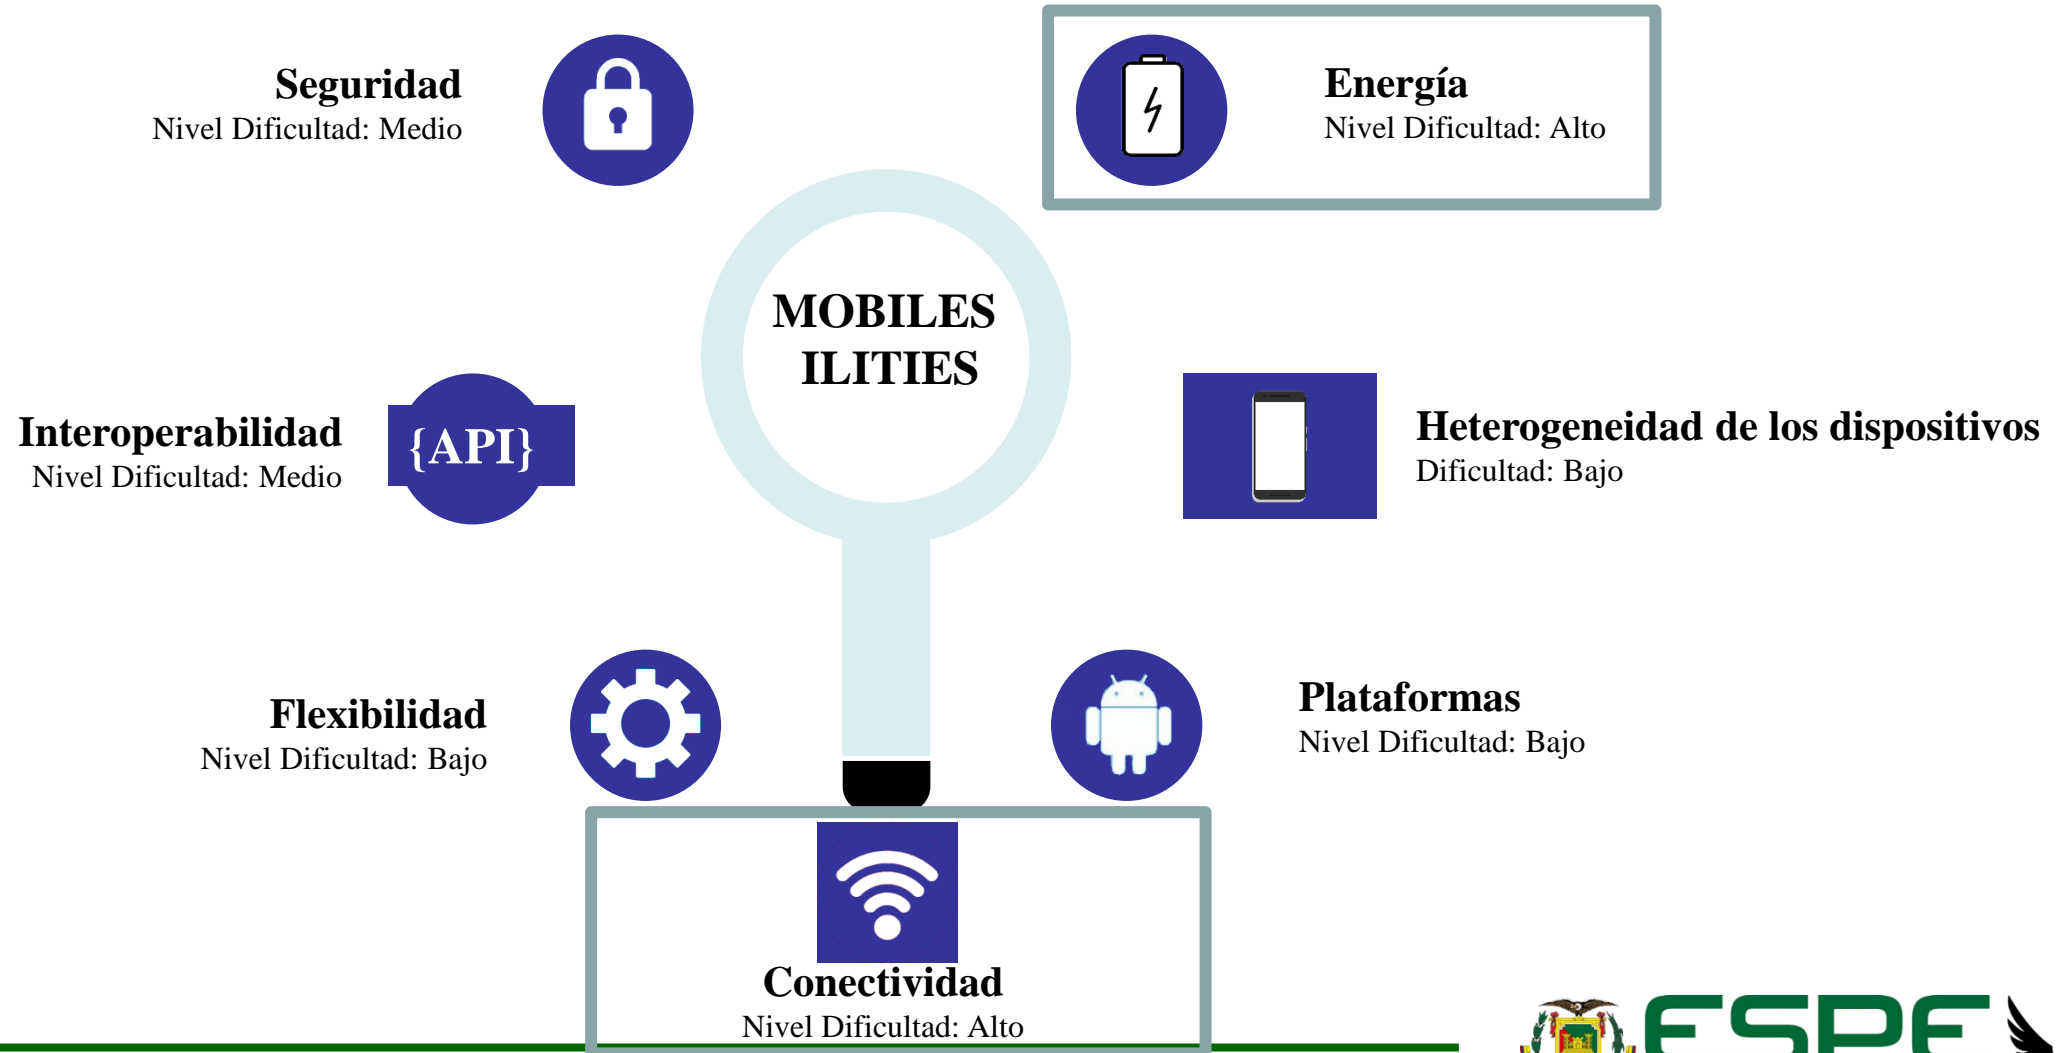 Seguridad
Nivel Dificultad: Medio
Energía
Nivel Dificultad: Alto
MOBILES
ILITIES
Interoperabilidad
Nivel Dificultad: Medio
{API}
Heterogeneidad de los dispositivos
Dificultad: Bajo
Flexibilidad
Nivel Dificultad: Bajo
Plataformas
Nivel Dificultad: Bajo
Conectividad
Nivel Dificultad: Alto
ESPE